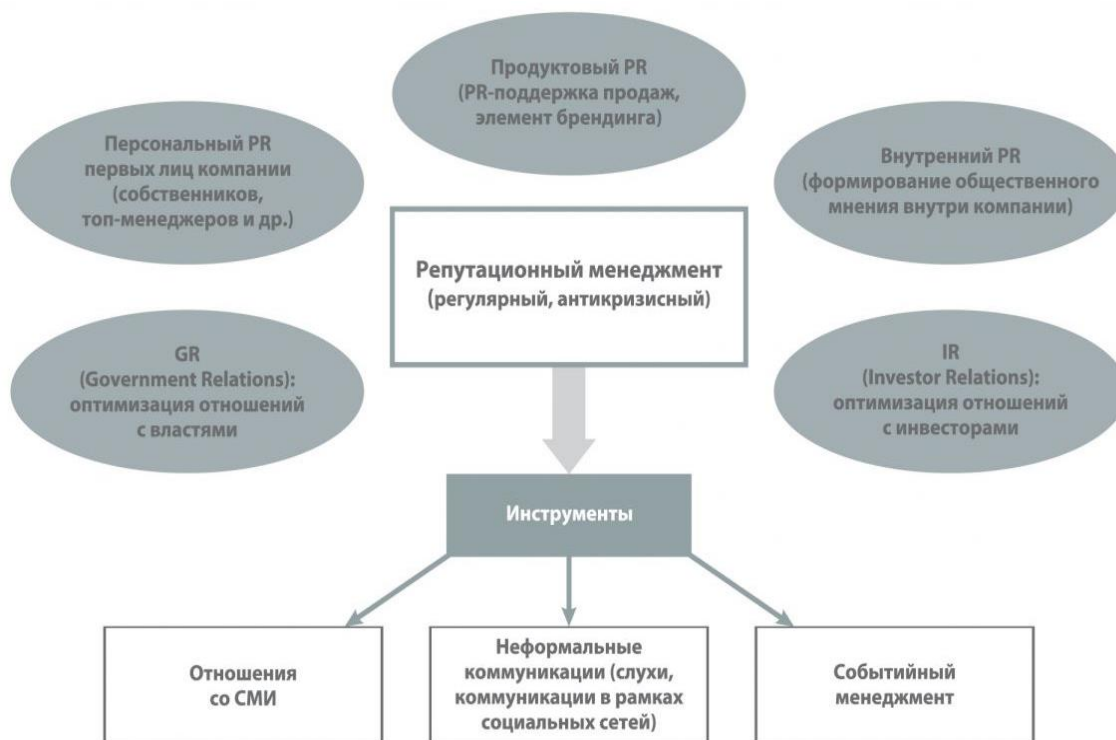 Продуктовый PR
(PR-поддержка продаж,
элемент брендинга)
Персональный PR
первых лиц компании
(собственников,
топ-менеджеров и др.)
Внутренний PR
(формирование общественного
мнения внутри компании)
Репутационный менеджмент
(регулярный, антикризисный)
GR
(Government Relations):
оптимизация отношений
с властями
IR
(Investor Relations):
оптимизация отношений
с инвесторами
Инструменты
Отношения
со СМИ
Неформальные
коммуникации (слухи,
коммуникации в рамках
социальных сетей)
Событийный
менеджмент